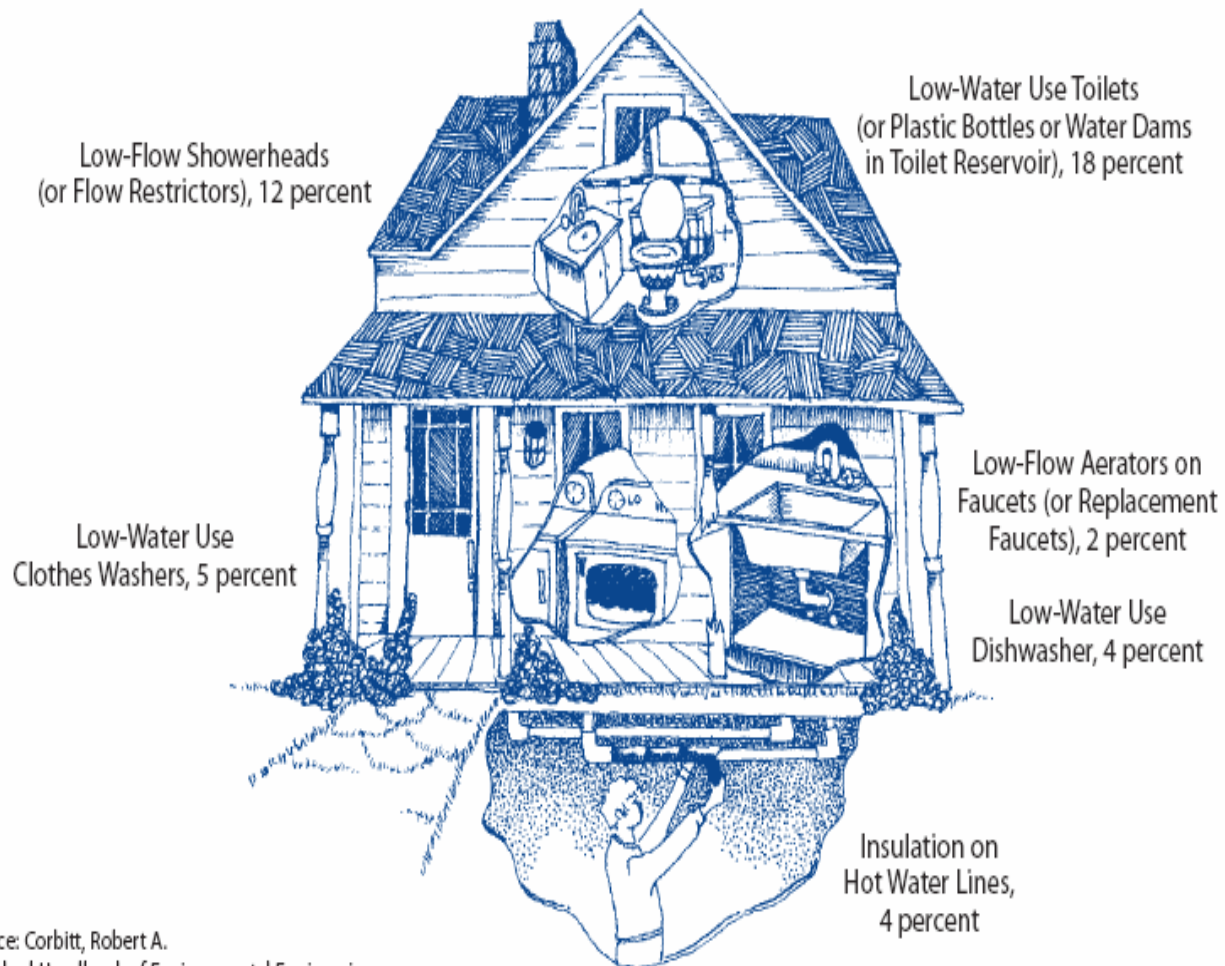 Low-Water Use Toilets
(or Plastic Bottles or Water Dams
in Toilet Reservoir), 18 percent
Low-Flow Showerheads
(or Flow Restrictors), 12 percent
LO
Low-Flow Aerators on
Faucets (or Replacement
Faucets), 2 percent
Low-Water Use
Clothes Washers, 5 percent
Low-Water Use
Dishwasher, 4 percent
Insulation on
Hot Water Lines,
4 percent
Corbitt, Robert A.